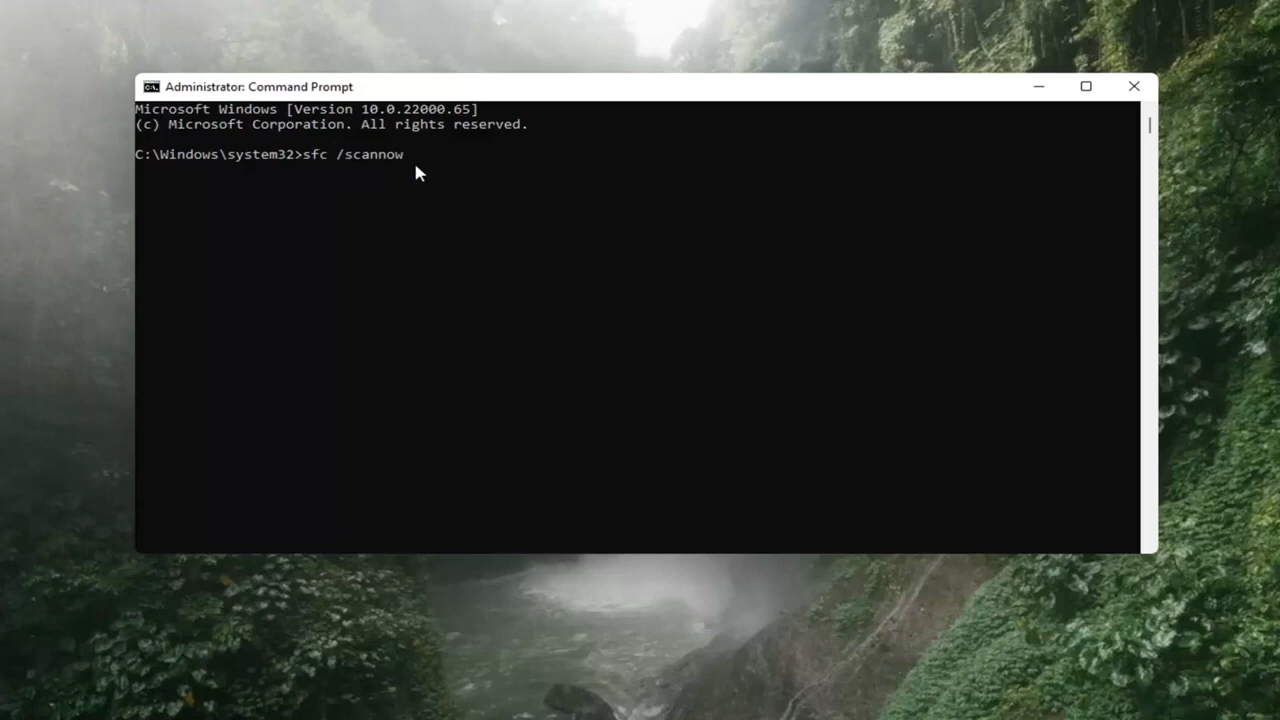 Administrator: Command Prompt
Microsoft Windows [Version 10.0.22000.65]
(c) Microsoft Corporation. All rights reserved.
C:\Windows\system32>sfc /scannow